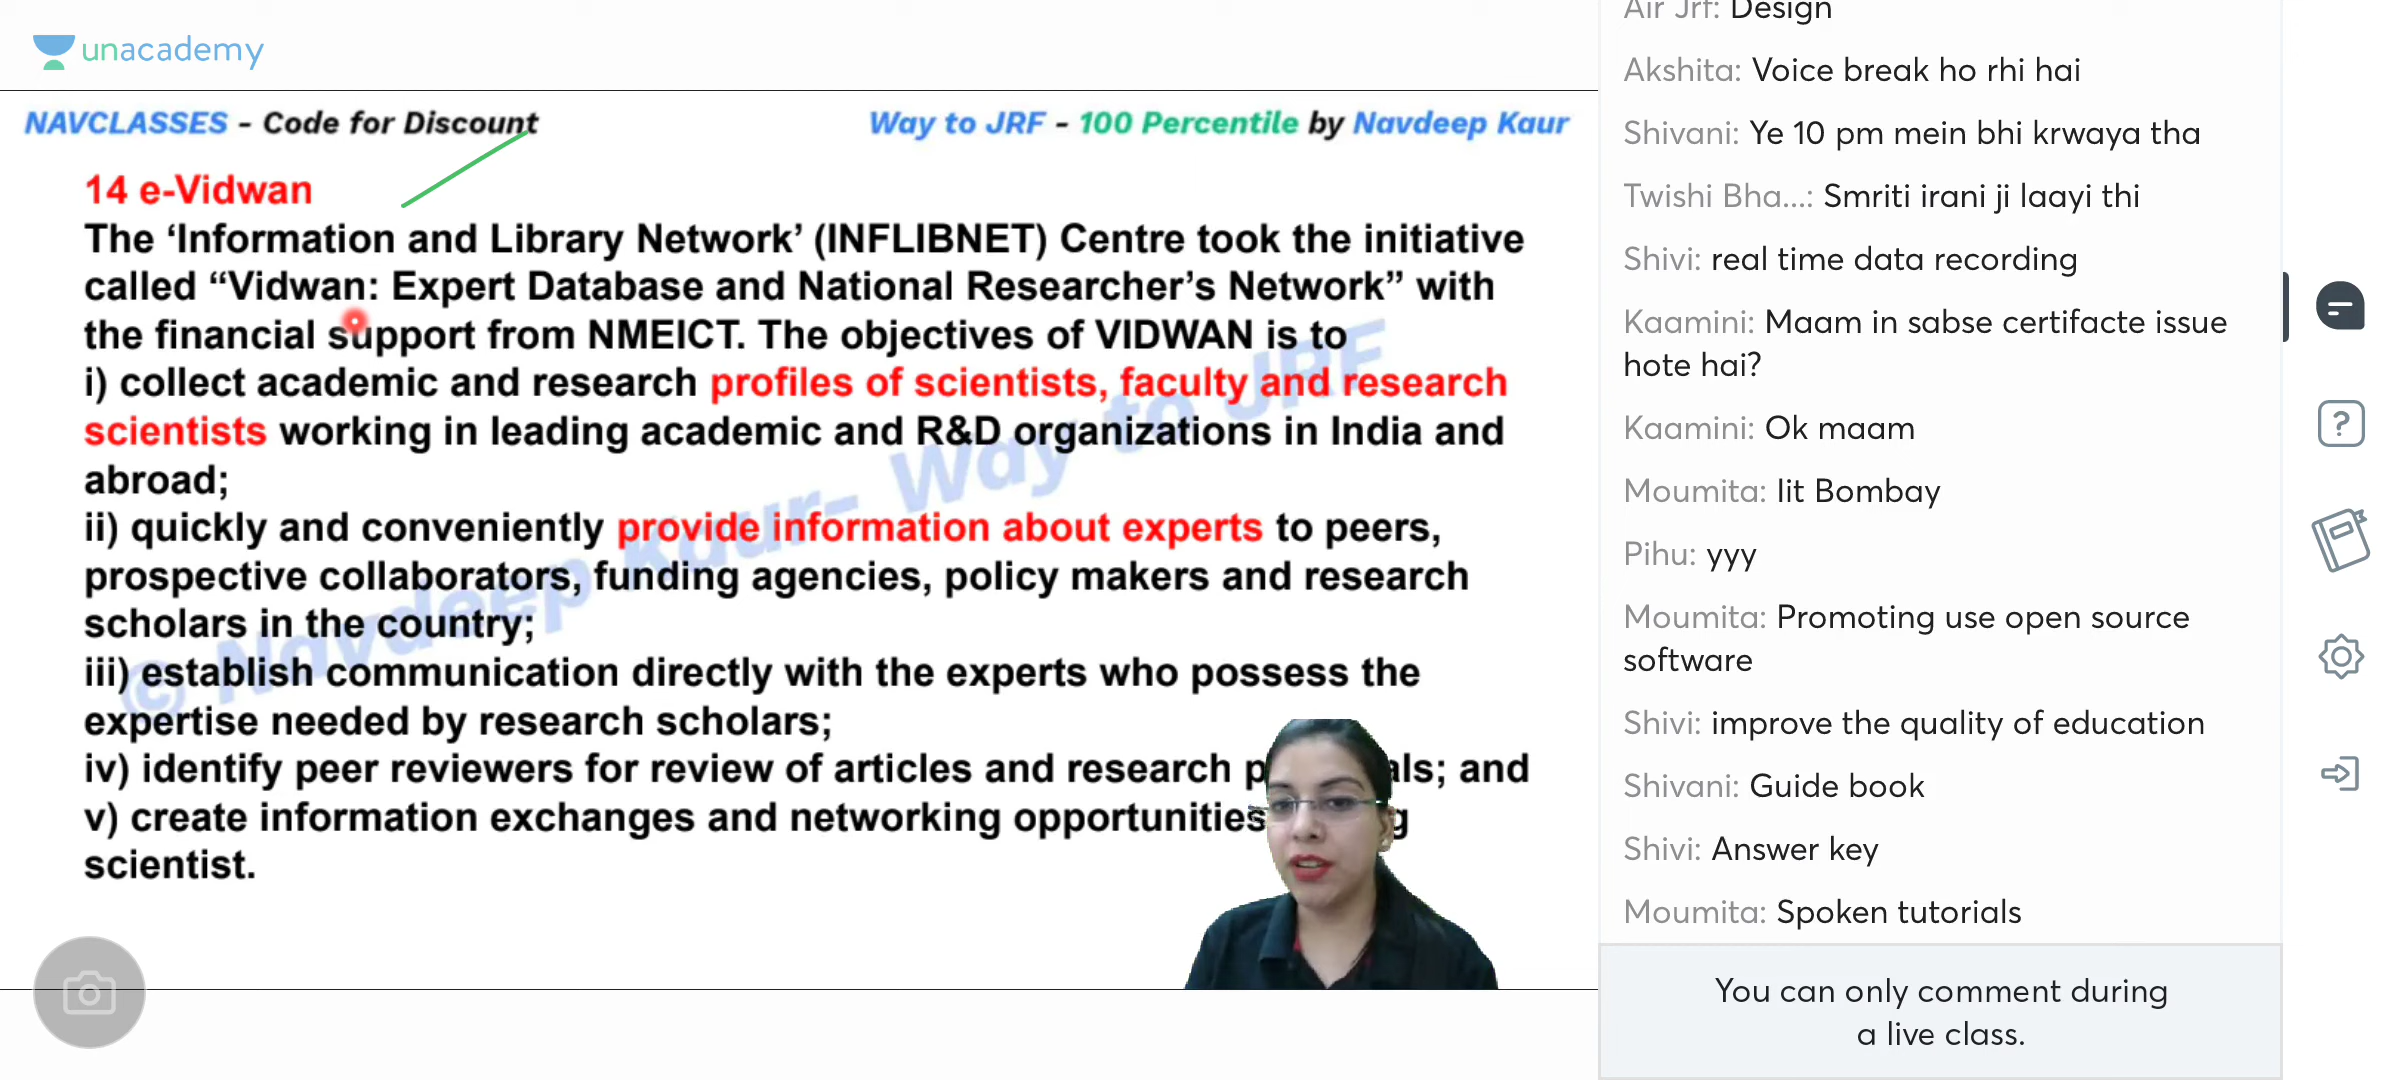 unacademy
NAVCLASSES - Code for Discount
Way to JRF - 100 Percentile by Navdeep Kaur
14 e-Vidwan
The ‘Information and Library Network’ (INFLIBNET) Centre took the initiative
called “Vidwan: Expert Database and National Researcher’s Network” with
the financial support from NMEICT. The objectives of VIDWAN is to
i) collect academic and research profiles of scientists, faculty and research
scientists working in leading academic and R&D organizations in India and
abroad;
ii) quickly and conveniently provide information about experts to peers,
prospective collaborators, funding agencies, policy makers and research
scholars in the country;
iii) establish communication directly with the experts who possess the
expertise needed by research scholars;
iv) identify peer reviewers for review of articles and research and
v) create information exchanges and networking opportunities
scientist.
© Navdeep Kaur- Way to JRF
Air Jrf: Design
Akshita: Voice break ho rhi hai
Shivani: Ye 10 pm mein bhi krwaya tha
Twishi Bha...: Smriti irani ji laayi thi
Shivi: real time data recording
Kaamini: Maam in sabse certifacte issue
hote hai?
Kaamini: Ok maam
Moumita: Iit Bombay
Pihu: yyy
Moumita: Promoting use open source
software
Shivi: improve the quality of education
Shivani: Guide book
Shivi: Answer key
Moumita: Spoken tutorials
You can only comment during
a live class.